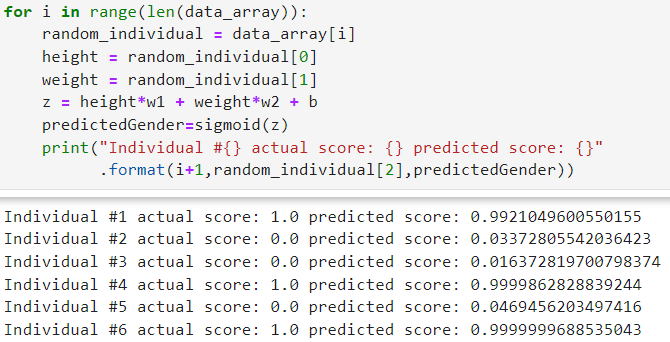 for i in range(len(data_array)):
    random_individual = data_array[i]
    height = random_individual[0]
    weight = random_individual[1]
    z = height*w1 + weight*w2 + b
    predictedGender=sigmoid(z)
    print("Individual #{} actual score: {} predicted score: {}"
          .format(i+1,random_individual[2],predictedGender))
Individual #1 actual score: 1.0 predicted score: 0.9921049600550155
Individual #2 actual score: 0.0 predicted score: 0.03372805542036423
Individual #3 actual score: 0.0 predicted score: 0.016372819700798374
Individual #4 actual score: 1.0 predicted score: 0.9999862828839244
Individual #5 actual score: 0.0 predicted score: 0.0469456203497416
Individual #6 actual score: 1.0 predicted score: 0.9999999688535043